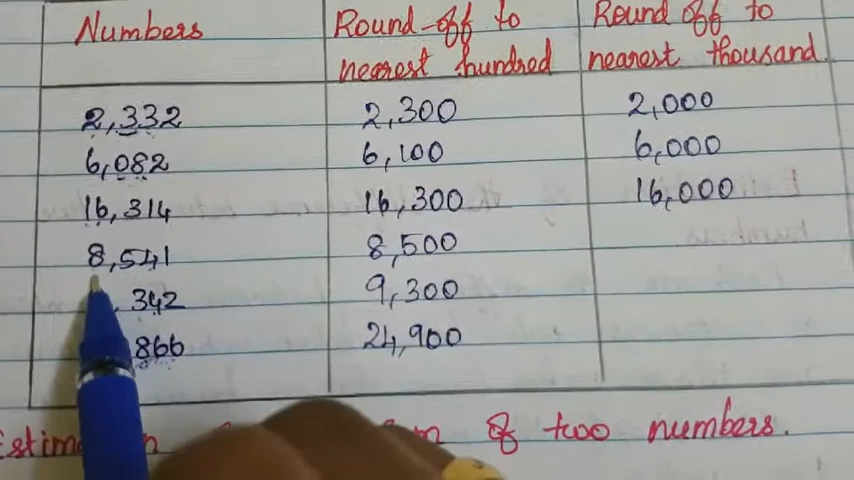 Numbers Round-off to nearest hundred Round off to nearest thousand
2,332 2,300 2,000
6,082 6,100 6,000
16,314 16,300 16,000
8,541 8,500
,342 9,300
866 24,900
of two numbers.